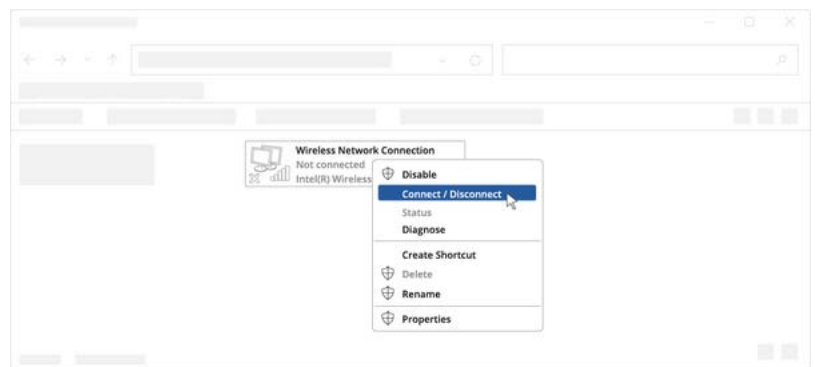 Wireless Network Connection
Not connected
Intel(R) Wireless
Disable
Connect / Disconnect
Status
Diagnose
Create Shortcut
Delete
Rename
Properties